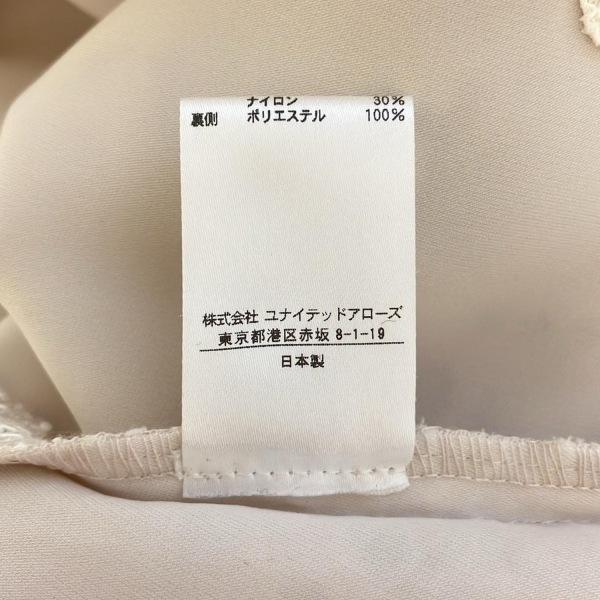 ナイロン 30%
裏側 ポリエステル 100%
株式会社 ユナイテッドアローズ
東京都港区赤坂 8-1-19
日本製